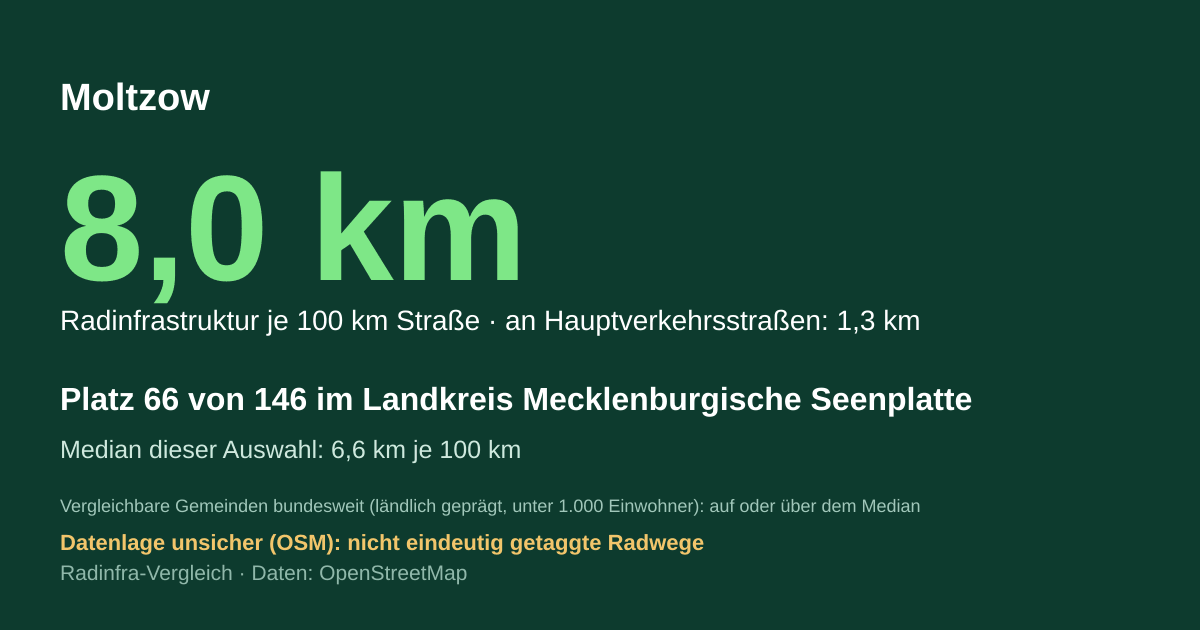 Moltzow
8,0 km
Radinfrastruktur je 100 km Straße · an Hauptverkehrsstraßen: 1,3 km
Platz 66 von 146 im Landkreis Mecklenburgische Seenplatte
Median dieser Auswahl: 6,6 km je 100 km
Vergleichbare Gemeinden bundesweit (ländlich geprägt, unter 1.000 Einwohner): auf oder über dem Median
Datenlage unsicher (OSM): nicht eindeutig getaggte Radwege
Radinfra-Vergleich · Daten: OpenStreetMap